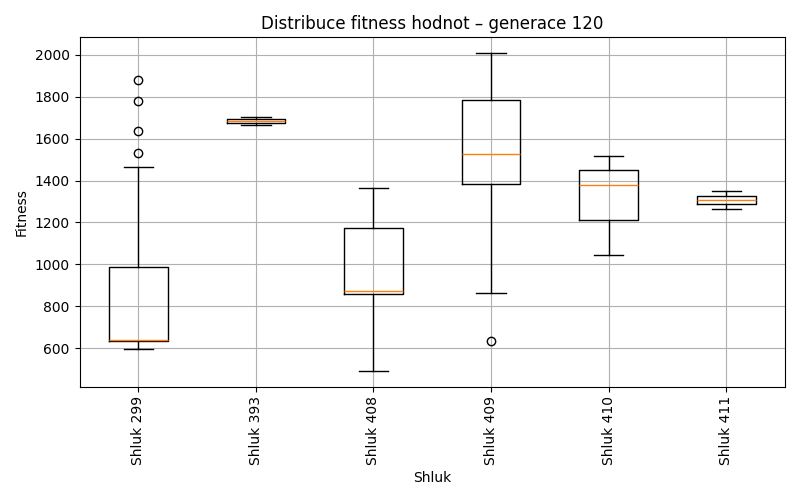 Distribuce fitness hodnot – generace 120
2000
1800
1600
1400
1200
1000
800
600
Fitness
Shluk 299
Shluk 393
Shluk 408
Shluk 409
Shluk 410
Shluk 411
Shluk